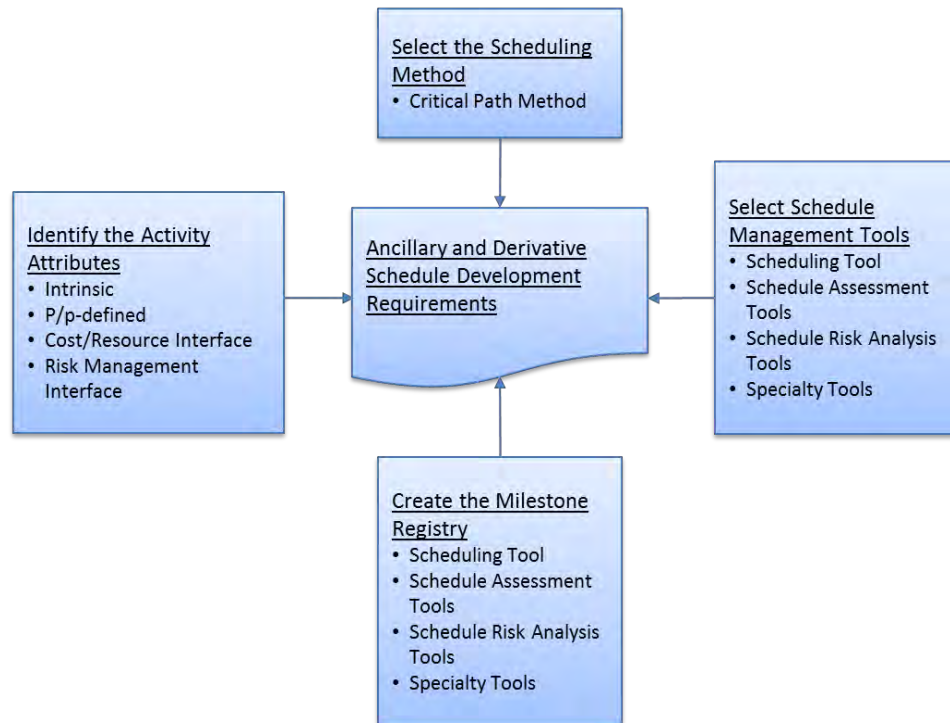 Select the Scheduling
Method
• Critical Path Method
Identify the Activity
Attributes
• Intrinsic
• P/p-defined
• Cost/Resource Interface
• Risk Management
Interface
Ancillary and Derivative
Schedule Development
Requirements
Select Schedule
Management Tools
• Scheduling Tool
• Schedule Assessment
Tools
• Schedule Risk Analysis
Tools
• Specialty Tools
Create the Milestone
Registry
• Scheduling Tool
• Schedule Assessment
Tools
• Schedule Risk Analysis
Tools
• Specialty Tools